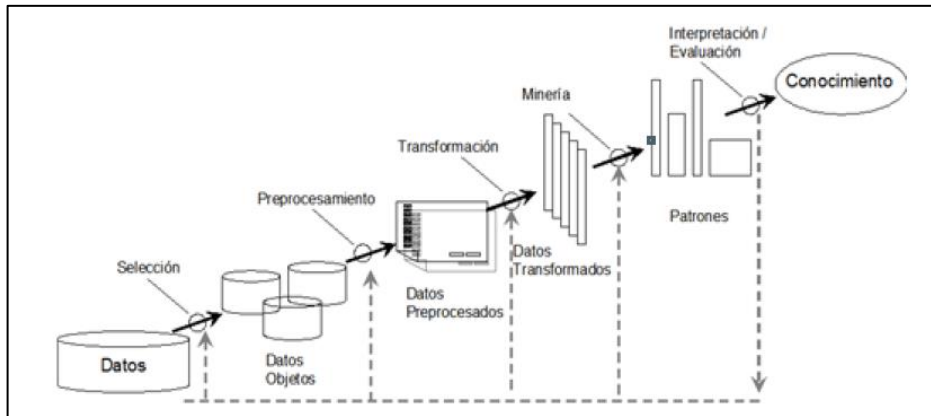 Interpretación /
Evaluación
Conocimiento
Minería
Transformación
Patrones
Preprocesamiento
Datos
Transformados
Selección
Datos
Preprocesados
Datos
Datos
Objetos